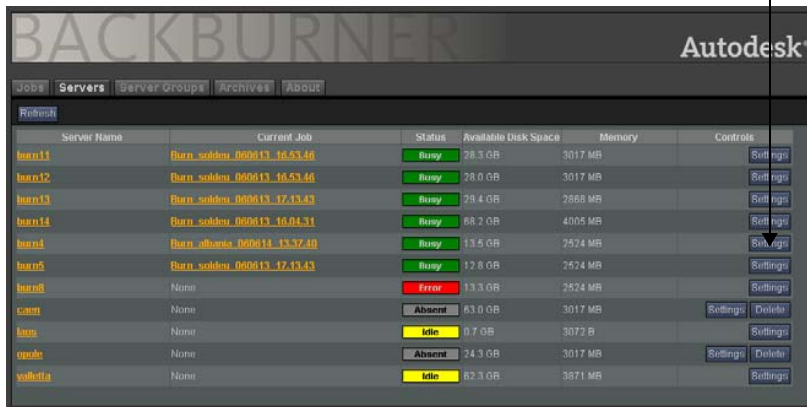 BACKBURNER
Autodesk
Jobs Servers Server Groups Archives About
Refresh
Server Name Current Job Status Available Disk Space Memory Controls
burn11 Burn_soldeu_060613_16.53.46 Busy 28.3 GB 3017 MB Settings
burn12 Burn_soldeu_060613_16.53.46 Busy 28.0 GB 3017 MB Settings
burn13 Burn_soldeu_060613_17.13.43 Busy 29.4 GB 2868 MB Settings
burn14 Burn_soldeu_060613_16.04.31 Busy 68.2 GB 4005 MB Settings
burn4 Burn_albania_060614_13.37.40 Busy 13.5 GB 2524 MB Settings
burn5 Burn_soldeu_060613_17.13.43 Busy 12.8 GB 2524 MB Settings
burn8 None Error 13.3 GB 2524 MB Settings
caen None Absent 63.0 GB 3017 MB Settings Delete
laos None Idle 0.7 GB 3072 B Settings
opole None Absent 24.3 GB 3017 MB Settings Delete
valletta None Idle 62.3 GB 3871 MB Settings